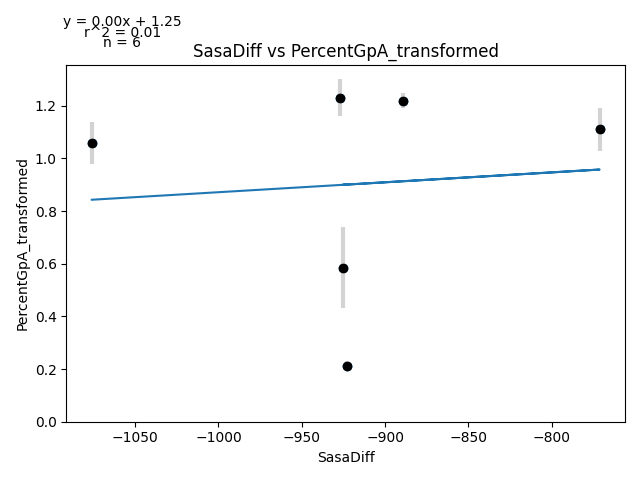 y = 0.00x + 1.25
r^2 = 0.01
n = 6
SasaDiff vs PercentGpA_transformed
PercentGpA_transformed
1.2
1.0
0.8
0.6
0.4
0.2
0.0
−1050 −1000 −950 −900 −850 −800
SasaDiff